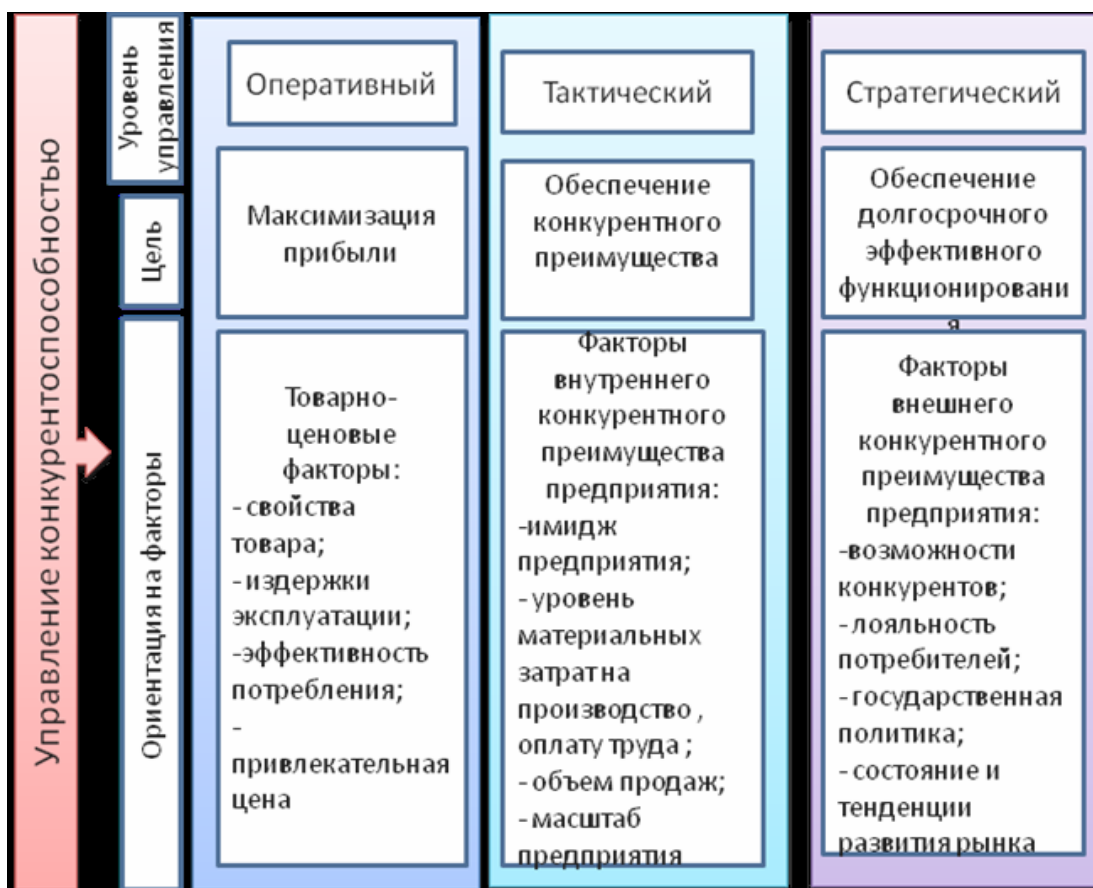 Управление конкурентоспособностью
Уровень
управления
Оперативный
Тактический
Стратегический
Цель
Максимизация
прибыли
Обеспечение
конкурентного
преимущества
Обеспечение
долгосрочного
эффективного
функционировани
я
Ориентация на факторы
Товарно-
ценовые
факторы:
- свойства
товара;
- издержки
эксплуатации;
-эффективность
потребления;
-
привлекательная
цена
Факторы
внутреннего
конкурентного
преимущества
предприятия:
-имидж
предприятия;
- уровень
материальных
затрат на
производство ,
оплату труда ;
- объем продаж;
- масштаб
предприятия
Факторы
внешнего
конкурентного
преимущества
предприятия:
-возможности
конкурентов;
- лояльность
потребителей;
- государственная
политика;
- состояние и
тенденции
развития рынка